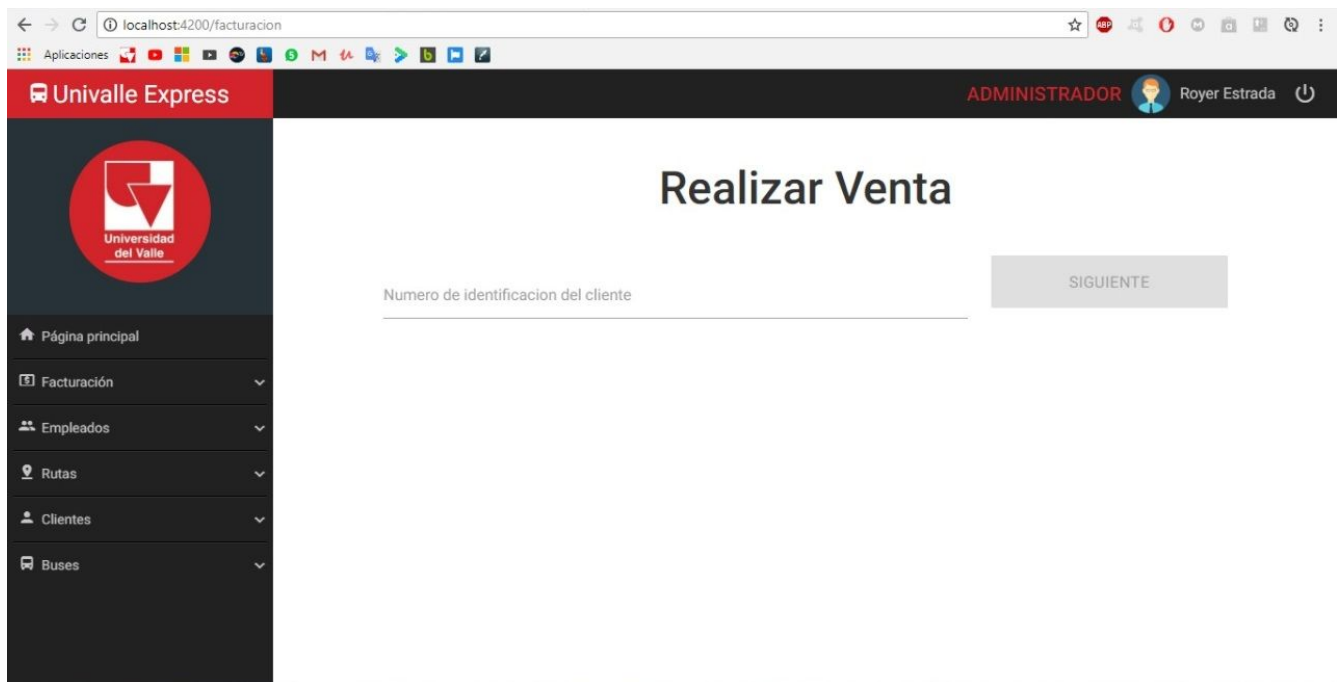 localhost:4200/facturacion
ABP
Aplicaciones
Univalle Express
ADMINISTRADOR
Royer Estrada
Universidad
del Valle
Realizar Venta
Numero de identificacion del cliente
SIGUIENTE
Página principal
Facturación
Empleados
Rutas
Clientes
Buses